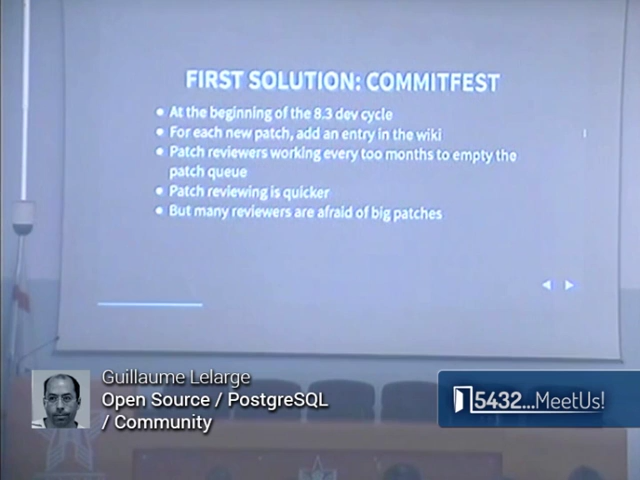 FIRST SOLUTION: COMMITFEST
• At the beginning of the 8.3 dev cycle
• For each new patch, add an entry in the wiki
• Patch reviewers working every too months to empty the
patch queue
• Patch reviewing is quicker
• But many reviewers are afraid of big patches
Guillaume Lelarge
Open Source / PostgreSQL
/ Community
5432...MeetUs!